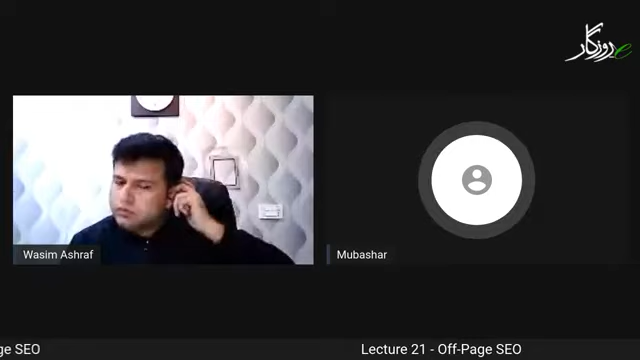 روزگار e
Wasim Ashraf
Mubashar
ge SEO
Lecture 21 - Off-Page SEO